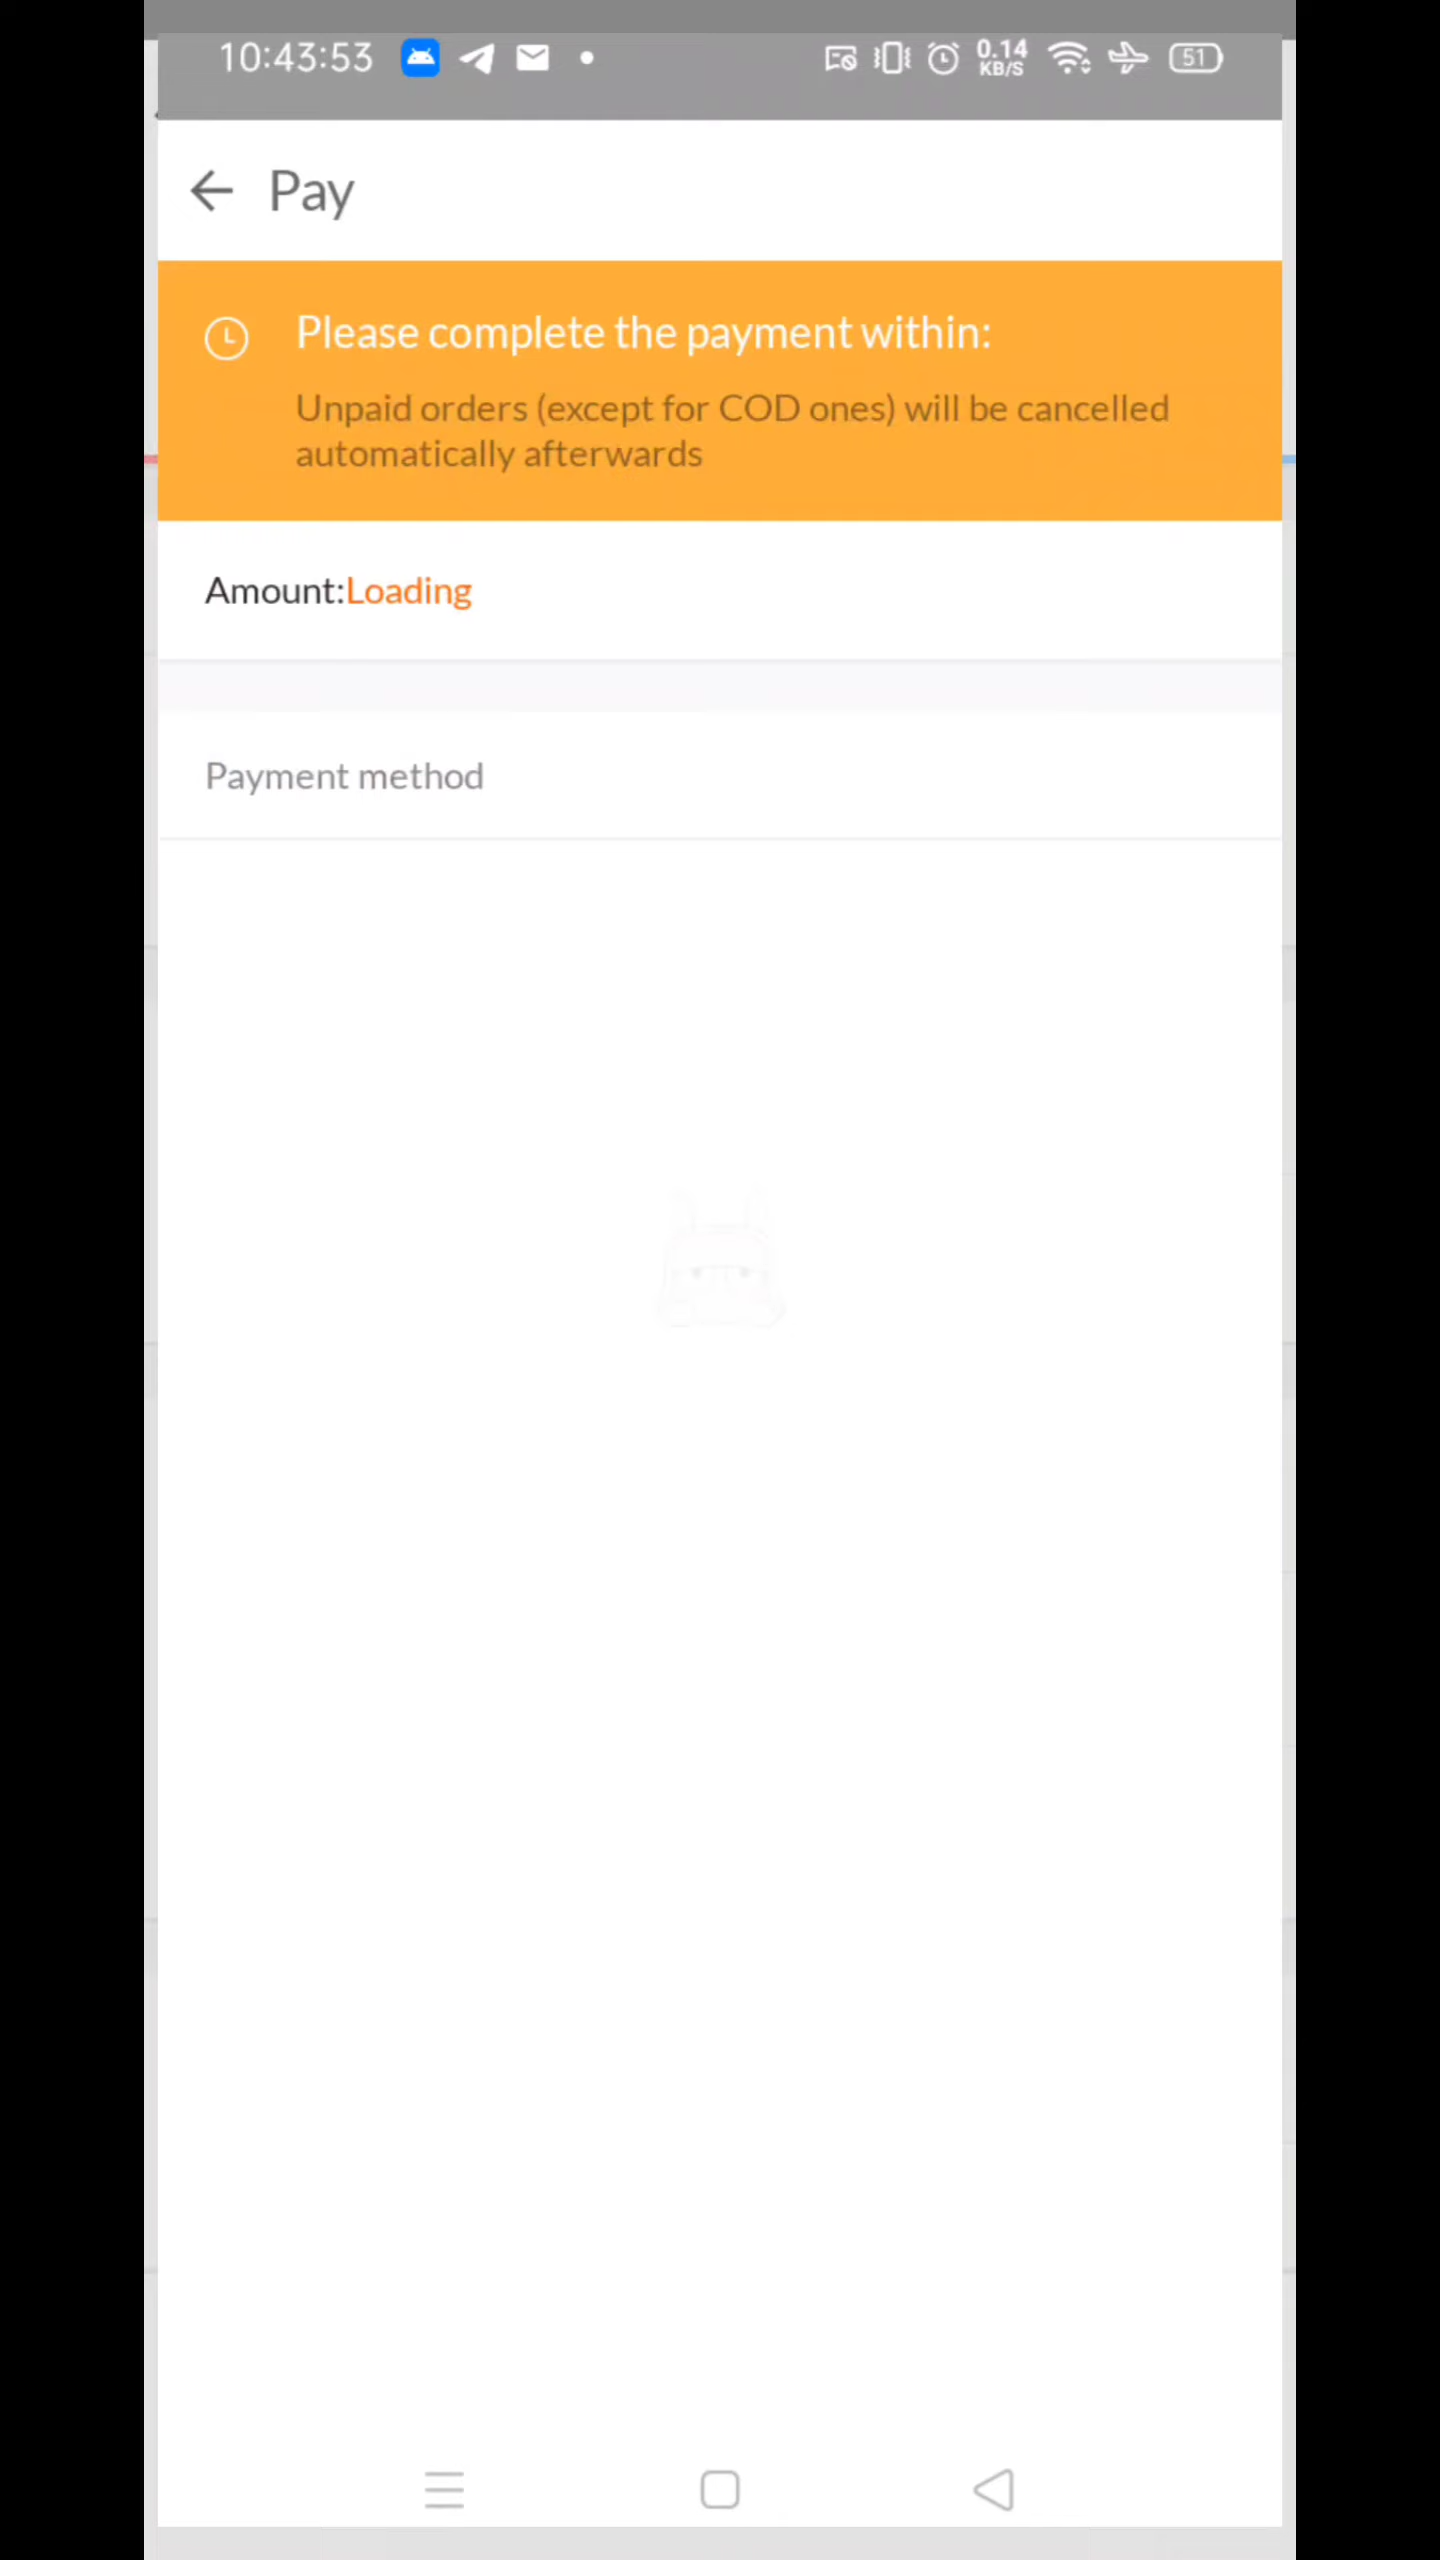 10:43:53
0.14
KB/S
51
Pay
Please complete the payment within:
Unpaid orders (except for COD ones) will be cancelled
automatically afterwards
Amount:Loading
Payment method